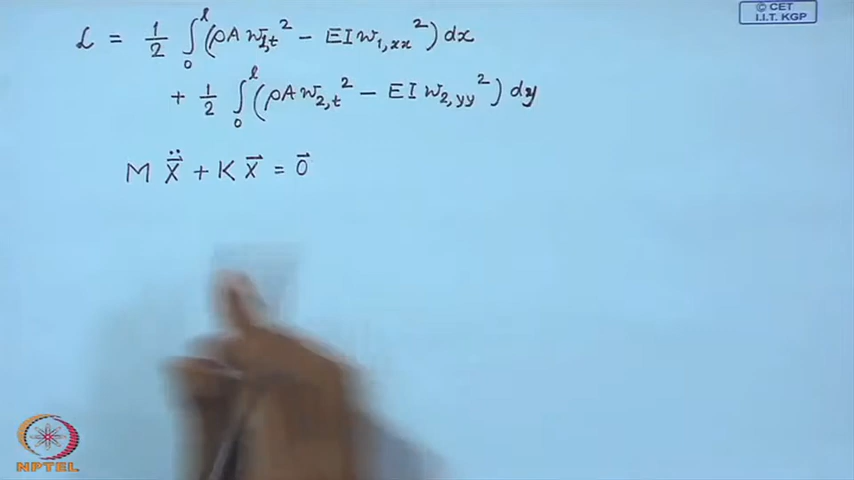 © CET
I.I.T. KGP
𝓛 = 1/2 ∫₀ˡ (ρA w₁,ₜ² − EI w₁,ₓₓ²) dx
+ 1/2 ∫₀ˡ (ρA w₂,ₜ² − EI w₂,yy²) dy
M Ẍ⃗ + K X⃗ = 0⃗
NPTEL